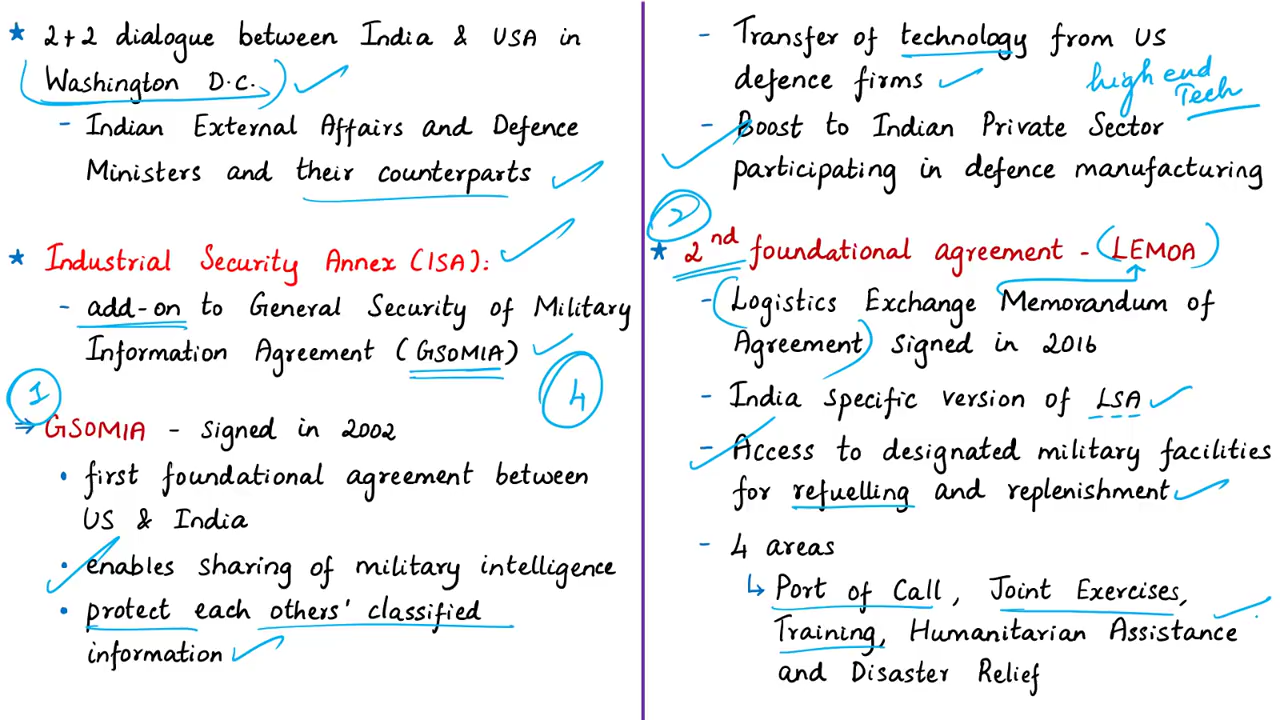 ★ 2+2 dialogue between India & USA in
(Washington D.C.)
- Indian External Affairs and Defence
Ministers and their counterparts
★ Industrial Security Annex (ISA):
- add-on to General Security of Military
Information Agreement (GSOMIA)
1
4
⇒ GSOMIA - signed in 2002
• first foundational agreement between
US & India
• enables sharing of military intelligence
• protect each others' classified
information
- Transfer of technology from US
defence firms
high end
Tech
- Boost to Indian Private Sector
participating in defence manufacturing
2
★ 2nd foundational agreement - (LEMOA)
- (Logistics Exchange Memorandum of
Agreement) signed in 2016
- India specific version of LSA
- Access to designated military facilities
for refuelling and replenishment
- 4 areas
↳ Port of Call, Joint Exercises,
Training, Humanitarian Assistance
and Disaster Relief